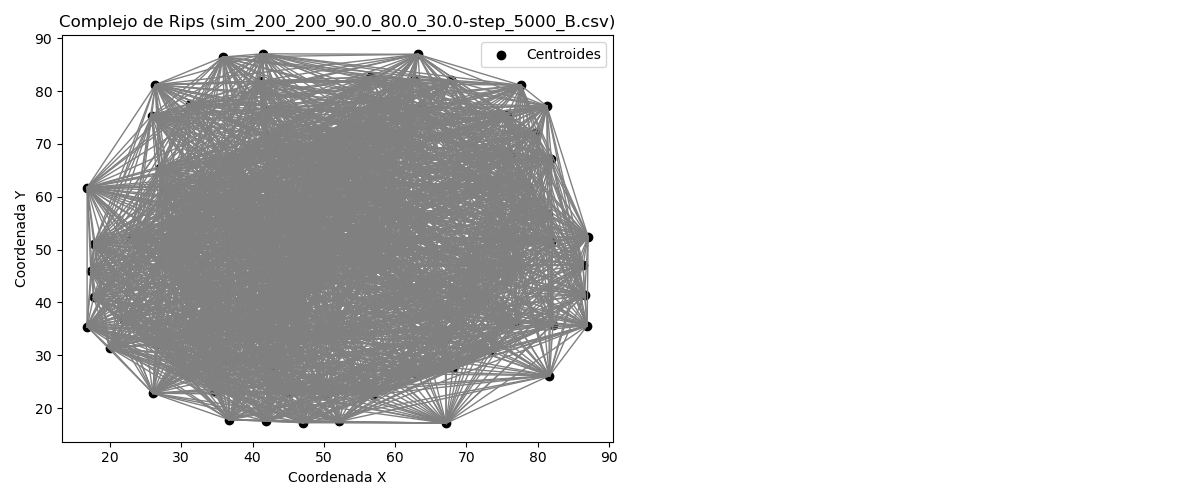 Complejo de Rips (sim_200_200_90.0_80.0_30.0-step_5000_B.csv)
Centroides
90
80
70
60
50
40
30
20
Coordenada Y
20 30 40 50 60 70 80 90
Coordenada X